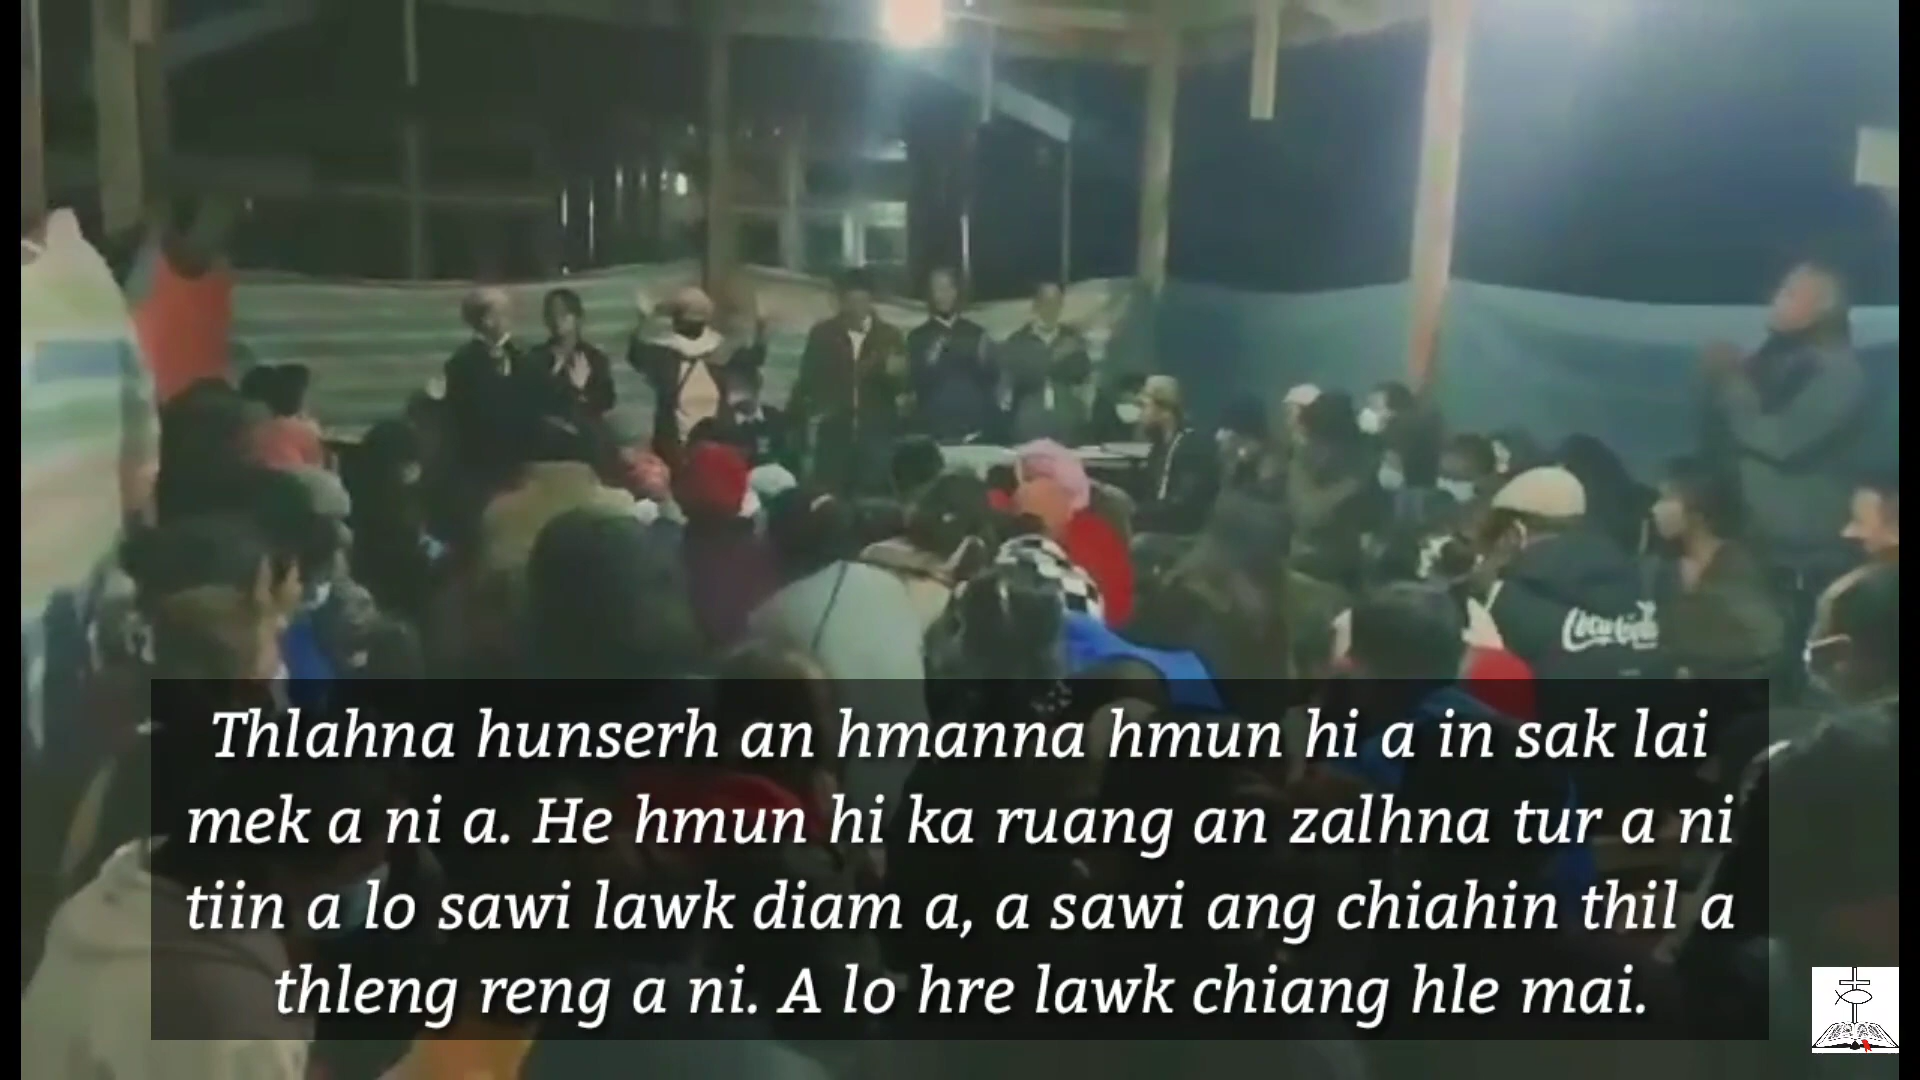 Coca-Cola
Thlahna hunserh an hmanna hmun hi a in sak lai
mek a ni a. He hmun hi ka ruang an zalhna tur a ni
tiin a lo sawi lawk diam a, a sawi ang chiahin thil a
thleng reng a ni. A lo hre lawk chiang hle mai.